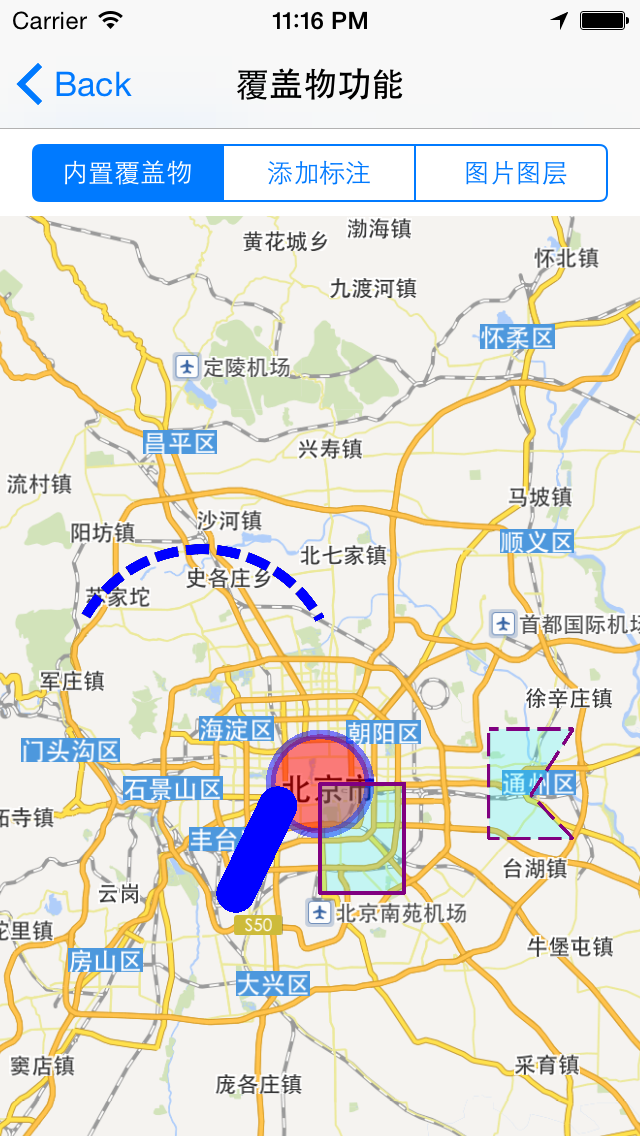 Carrier 11:16 PM
Back 覆盖物功能
内置覆盖物 添加标注 图片图层
渤海镇
黄花城乡
怀北镇
九渡河镇
怀柔区
定陵机场
昌平区
兴寿镇
流村镇
马坡镇
沙河镇
阳坊镇
顺义区
北七家镇
史各庄乡
苏家坨
首都国际机场
军庄镇
徐辛庄镇
海淀区
朝阳区
门头沟区
通州区
石景山区
北京市
拓寺镇
丰台
台湖镇
云岗
北京南苑机场
S50
坨里镇
牛堡屯镇
房山区
大兴区
窦店镇
采育镇
庞各庄镇